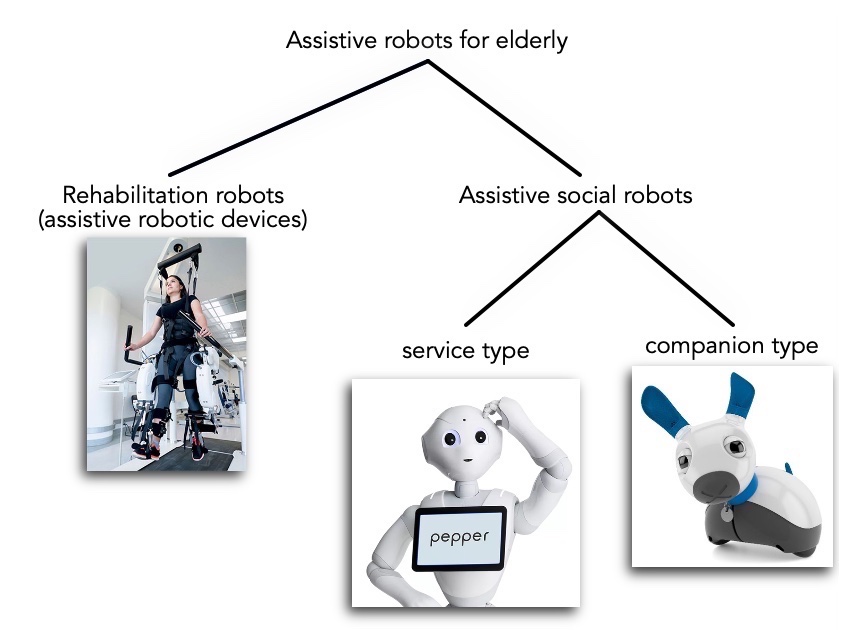 Assistive robots for elderly
Rehabilitation robots
(assistive robotic devices)
Assistive social robots
service type
companion type
pepper